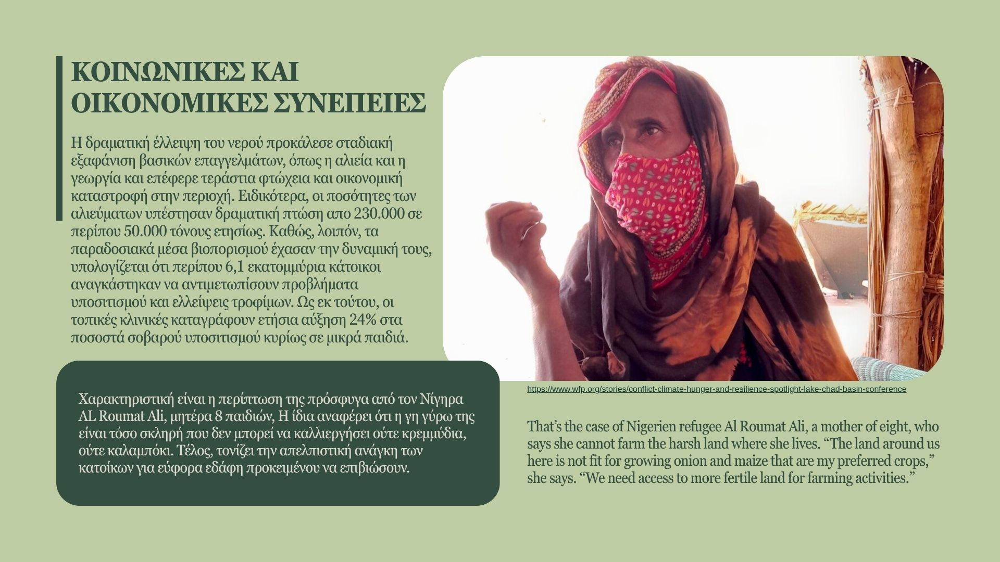 ΚΟΙΝΩΝΙΚΕΣ ΚΑΙ
ΟΙΚΟΝΟΜΙΚΕΣ ΣΥΝΕΠΕΙΕΣ
Η δραματική έλλειψη του νερού προκάλεσε σταδιακή
εξαφάνιση βασικών επαγγελμάτων, όπως η αλιεία και η
γεωργία και επέφερε τεράστια φτώχεια και οικονομική
καταστροφή στην περιοχή. Ειδικότερα, οι ποσότητες των
αλιεύματων υπέστησαν δραματική πτώση απο 230.000 σε
περίπου 50.000 τόνους ετησίως. Καθώς, λοιπόν, τα
παραδοσιακά μέσα βιοπορισμού έχασαν την δυναμική τους,
υπολογίζεται ότι περίπου 6,1 εκατομμύρια κάτοικοι
αναγκάστηκαν να αντιμετωπίσουν προβλήματα
υποσιτισμού και ελλείψεις τροφίμων. Ως εκ τούτου, οι
τοπικές κλινικές καταγράφουν ετήσια αύξηση 24% στα
ποσοστά σοβαρού υποσιτισμού κυρίως σε μικρά παιδιά.
Χαρακτηριστική είναι η περίπτωση της πρόσφυγα από τον Νίγηρα
AL Roumat Ali, μητέρα 8 παιδιών, Η ίδια αναφέρει ότι η γη γύρω της
είναι τόσο σκληρή που δεν μπορεί να καλλιεργήσει ούτε κρεμμύδια,
ούτε καλαμπόκι. Τέλος, τονίζει την απελπιστική ανάγκη των
κατοίκων για εύφορα εδάφη προκειμένου να επιβιώσουν.
https://www.wfp.org/stories/conflict-climate-hunger-and-resilience-spotlight-lake-chad-basin-conference
That’s the case of Nigerien refugee Al Roumat Ali, a mother of eight, who
says she cannot farm the harsh land where she lives. “The land around us
here is not fit for growing onion and maize that are my preferred crops,”
she says. “We need access to more fertile land for farming activities.”